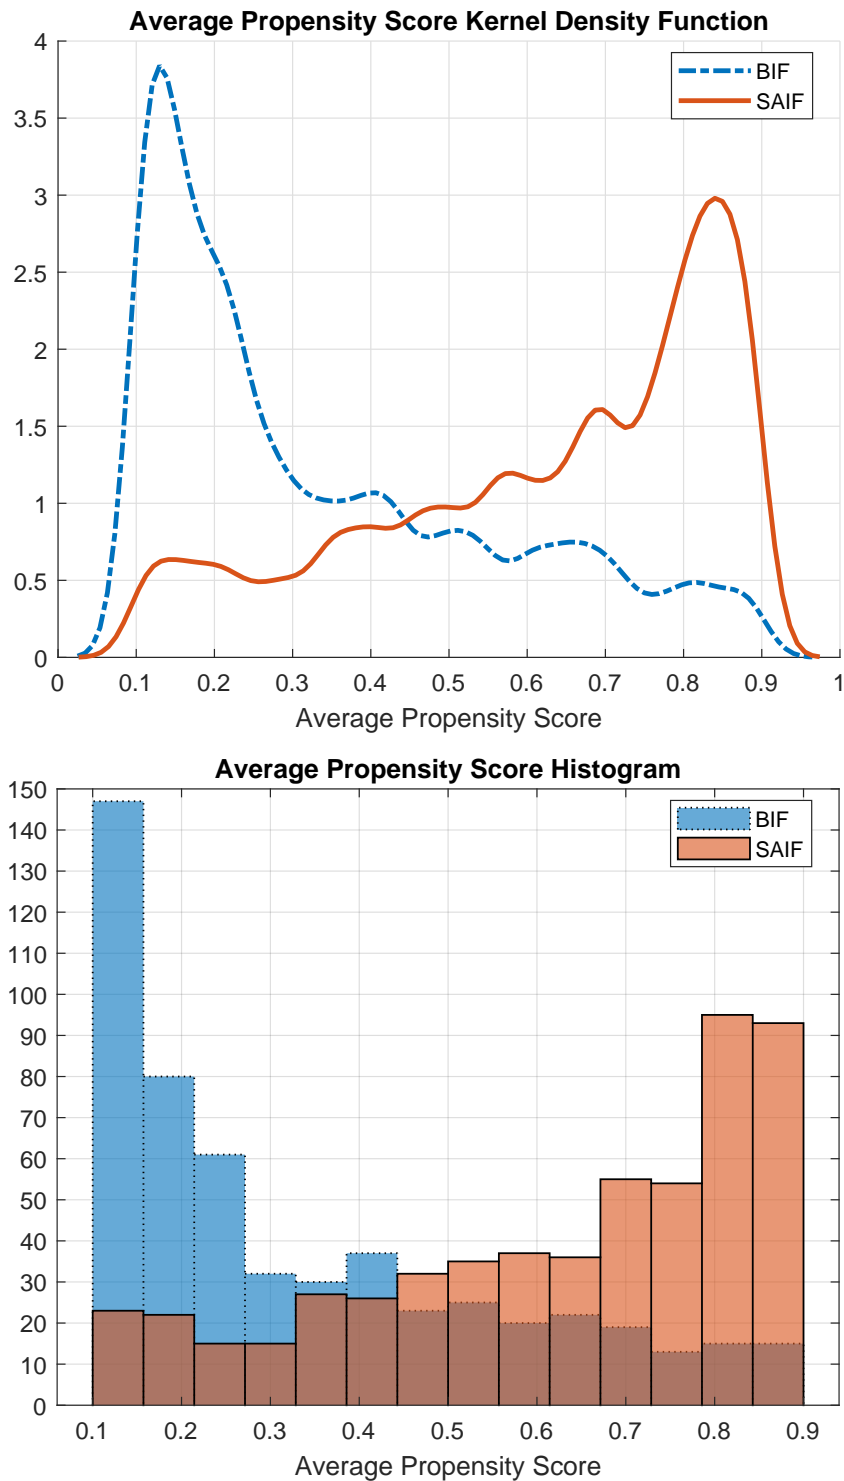 Average Propensity Score Kernel Density Function
4
3.5
3
2.5
2
1.5
1
0.5
0
BIF
SAIF
0 0.1 0.2 0.3 0.4 0.5 0.6 0.7 0.8 0.9 1
Average Propensity Score
Average Propensity Score Histogram
150
140
130
120
110
100
90
80
70
60
50
40
30
20
10
0
BIF
SAIF
0.1 0.2 0.3 0.4 0.5 0.6 0.7 0.8 0.9
Average Propensity Score